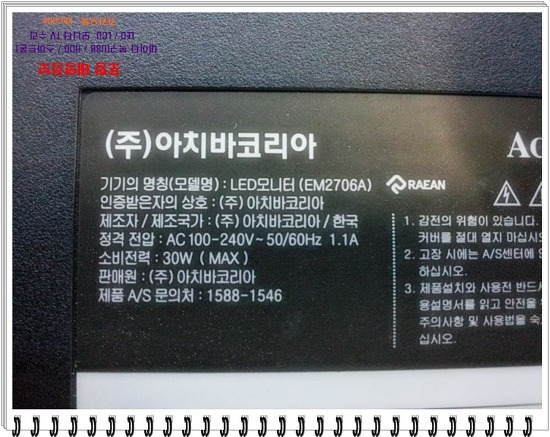 (주)아치바코리아
기기의 명칭(모델명) : LED모니터 (EM2706A)
RAEAN
인증받은자의 상호 : (주) 아치바코리아
제조자 / 제조국가 : (주) 아치바코리아 / 한국
정격 전압 : AC 100-240V~ 50/60Hz 1.1A
소비전력 : 30W ( MAX )
판매원 : (주) 아치바코리아
제품 A/S 문의처 : 1588-1546
1. 감전의 위험이 있습니다.
커버를 절대 열지 마십시
2. 고장 시에는 A/S센터에
하십시오.
3. 제품설치와 사용전 반드시
용설명서를 읽고 안전을
주의사항 및 사용법을
십시오.